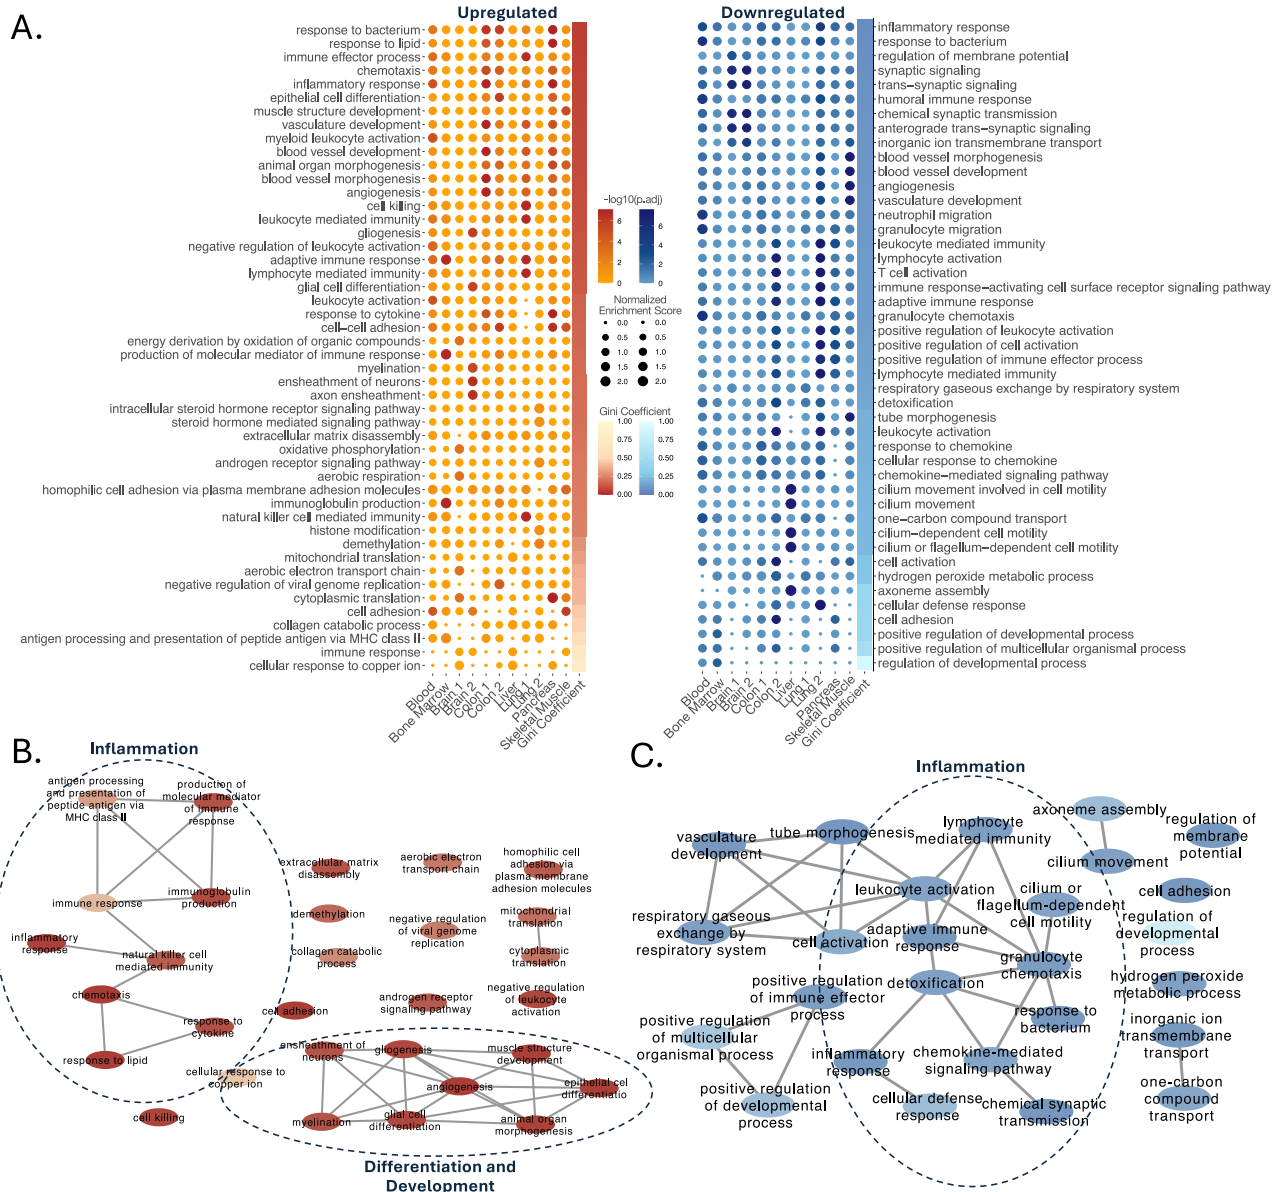 A.
Upregulated
response to bacterium
response to lipid
immune effector process
chemotaxis
inflammatory response
epithelial cell differentiation
muscle structure development
vasculature development
myeloid leukocyte activation
blood vessel development
animal organ morphogenesis
blood vessel morphogenesis
angiogenesis
cell killing
leukocyte mediated immunity
gliogenesis
negative regulation of leukocyte activation
adaptive immune response
lymphocyte mediated immunity
glial cell differentiation
leukocyte activation
response to cytokine
cell−cell adhesion
energy derivation by oxidation of organic compounds
production of molecular mediator of immune response
myelination
ensheathment of neurons
axon ensheathment
intracellular steroid hormone receptor signaling pathway
steroid hormone mediated signaling pathway
extracellular matrix disassembly
oxidative phosphorylation
androgen receptor signaling pathway
aerobic respiration
homophilic cell adhesion via plasma membrane adhesion molecules
immunoglobulin production
natural killer cell mediated immunity
histone modification
demethylation
mitochondrial translation
aerobic electron transport chain
negative regulation of viral genome replication
cytoplasmic translation
cell adhesion
collagen catabolic process
antigen processing and presentation of peptide antigen via MHC class II
immune response
cellular response to copper ion
Blood
Bone Marrow
Brain 1
Brain 2
Colon 1
Colon 2
Liver
Lung 1
Lung 2
Pancreas
Skeletal Muscle
Gini Coefficient
−log10(p.adj)
6
4
2
0
6
4
2
0
Normalized
Enrichment Score
0.0
0.5
1.0
1.5
2.0
0.0
0.5
1.0
1.5
2.0
Gini Coefficient
1.00
0.75
0.50
0.25
0.00
1.00
0.75
0.50
0.25
0.00
Downregulated
inflammatory response
response to bacterium
regulation of membrane potential
synaptic signaling
trans−synaptic signaling
humoral immune response
chemical synaptic transmission
anterograde trans−synaptic signaling
inorganic ion transmembrane transport
blood vessel morphogenesis
blood vessel development
angiogenesis
vasculature development
neutrophil migration
granulocyte migration
leukocyte mediated immunity
lymphocyte activation
T cell activation
immune response−activating cell surface receptor signaling pathway
adaptive immune response
granulocyte chemotaxis
positive regulation of leukocyte activation
positive regulation of cell activation
positive regulation of immune effector process
lymphocyte mediated immunity
respiratory gaseous exchange by respiratory system
detoxification
tube morphogenesis
leukocyte activation
response to chemokine
cellular response to chemokine
chemokine−mediated signaling pathway
cilium movement involved in cell motility
cilium movement
one−carbon compound transport
cilium−dependent cell motility
cilium or flagellum−dependent cell motility
cell activation
hydrogen peroxide metabolic process
axoneme assembly
cellular defense response
cell adhesion
positive regulation of developmental process
positive regulation of multicellular organismal process
regulation of developmental process
Blood
Bone Marrow
Brain 1
Brain 2
Colon 1
Colon 2
Liver
Lung 1
Lung 2
Pancreas
Skeletal Muscle
Gini Coefficient
B.
Inflammation
antigen processing
and presentation of
peptide antigen via
MHC class II
production of
molecular mediator
of immune
response
immune response
immunoglobulin
production
inflammatory
response
natural killer cell
mediated immunity
chemotaxis
response to
cytokine
response to lipid
cellular response to
copper ion
cell killing
extracellular matrix
disassembly
aerobic electron
transport chain
homophilic cell
adhesion via
plasma membrane
adhesion molecules
demethylation
negative regulation
of viral genome
replication
mitochondrial
translation
collagen catabolic
process
cytoplasmic
translation
cell adhesion
androgen receptor
signaling pathway
negative regulation
of leukocyte
activation
ensheathment of
neurons
gliogenesis
muscle structure
development
angiogenesis
epithelial cel
differentiatio
myelination
glial cell
differentiation
animal organ
morphogenesis
Differentiation and
Development
C.
Inflammation
vasculature
development
tube morphogenesis
lymphocyte
mediated immunity
axoneme assembly
regulation of
membrane
potential
cilium movement
leukocyte activation
cilium or
flagellum-dependent
cell motility
cell adhesion
respiratory gaseous
exchange by
respiratory system
cell activation
adaptive immune
response
regulation of
developmental
process
granulocyte
chemotaxis
positive regulation
of immune effector
process
detoxification
hydrogen peroxide
metabolic process
response to
bacterium
positive regulation
of multicellular
organismal process
inorganic ion
transmembrane
transport
inflammatory
response
chemokine-mediated
signaling pathway
positive regulation
of developmental
process
cellular defense
response
chemical synaptic
transmission
one-carbon
compound
transport